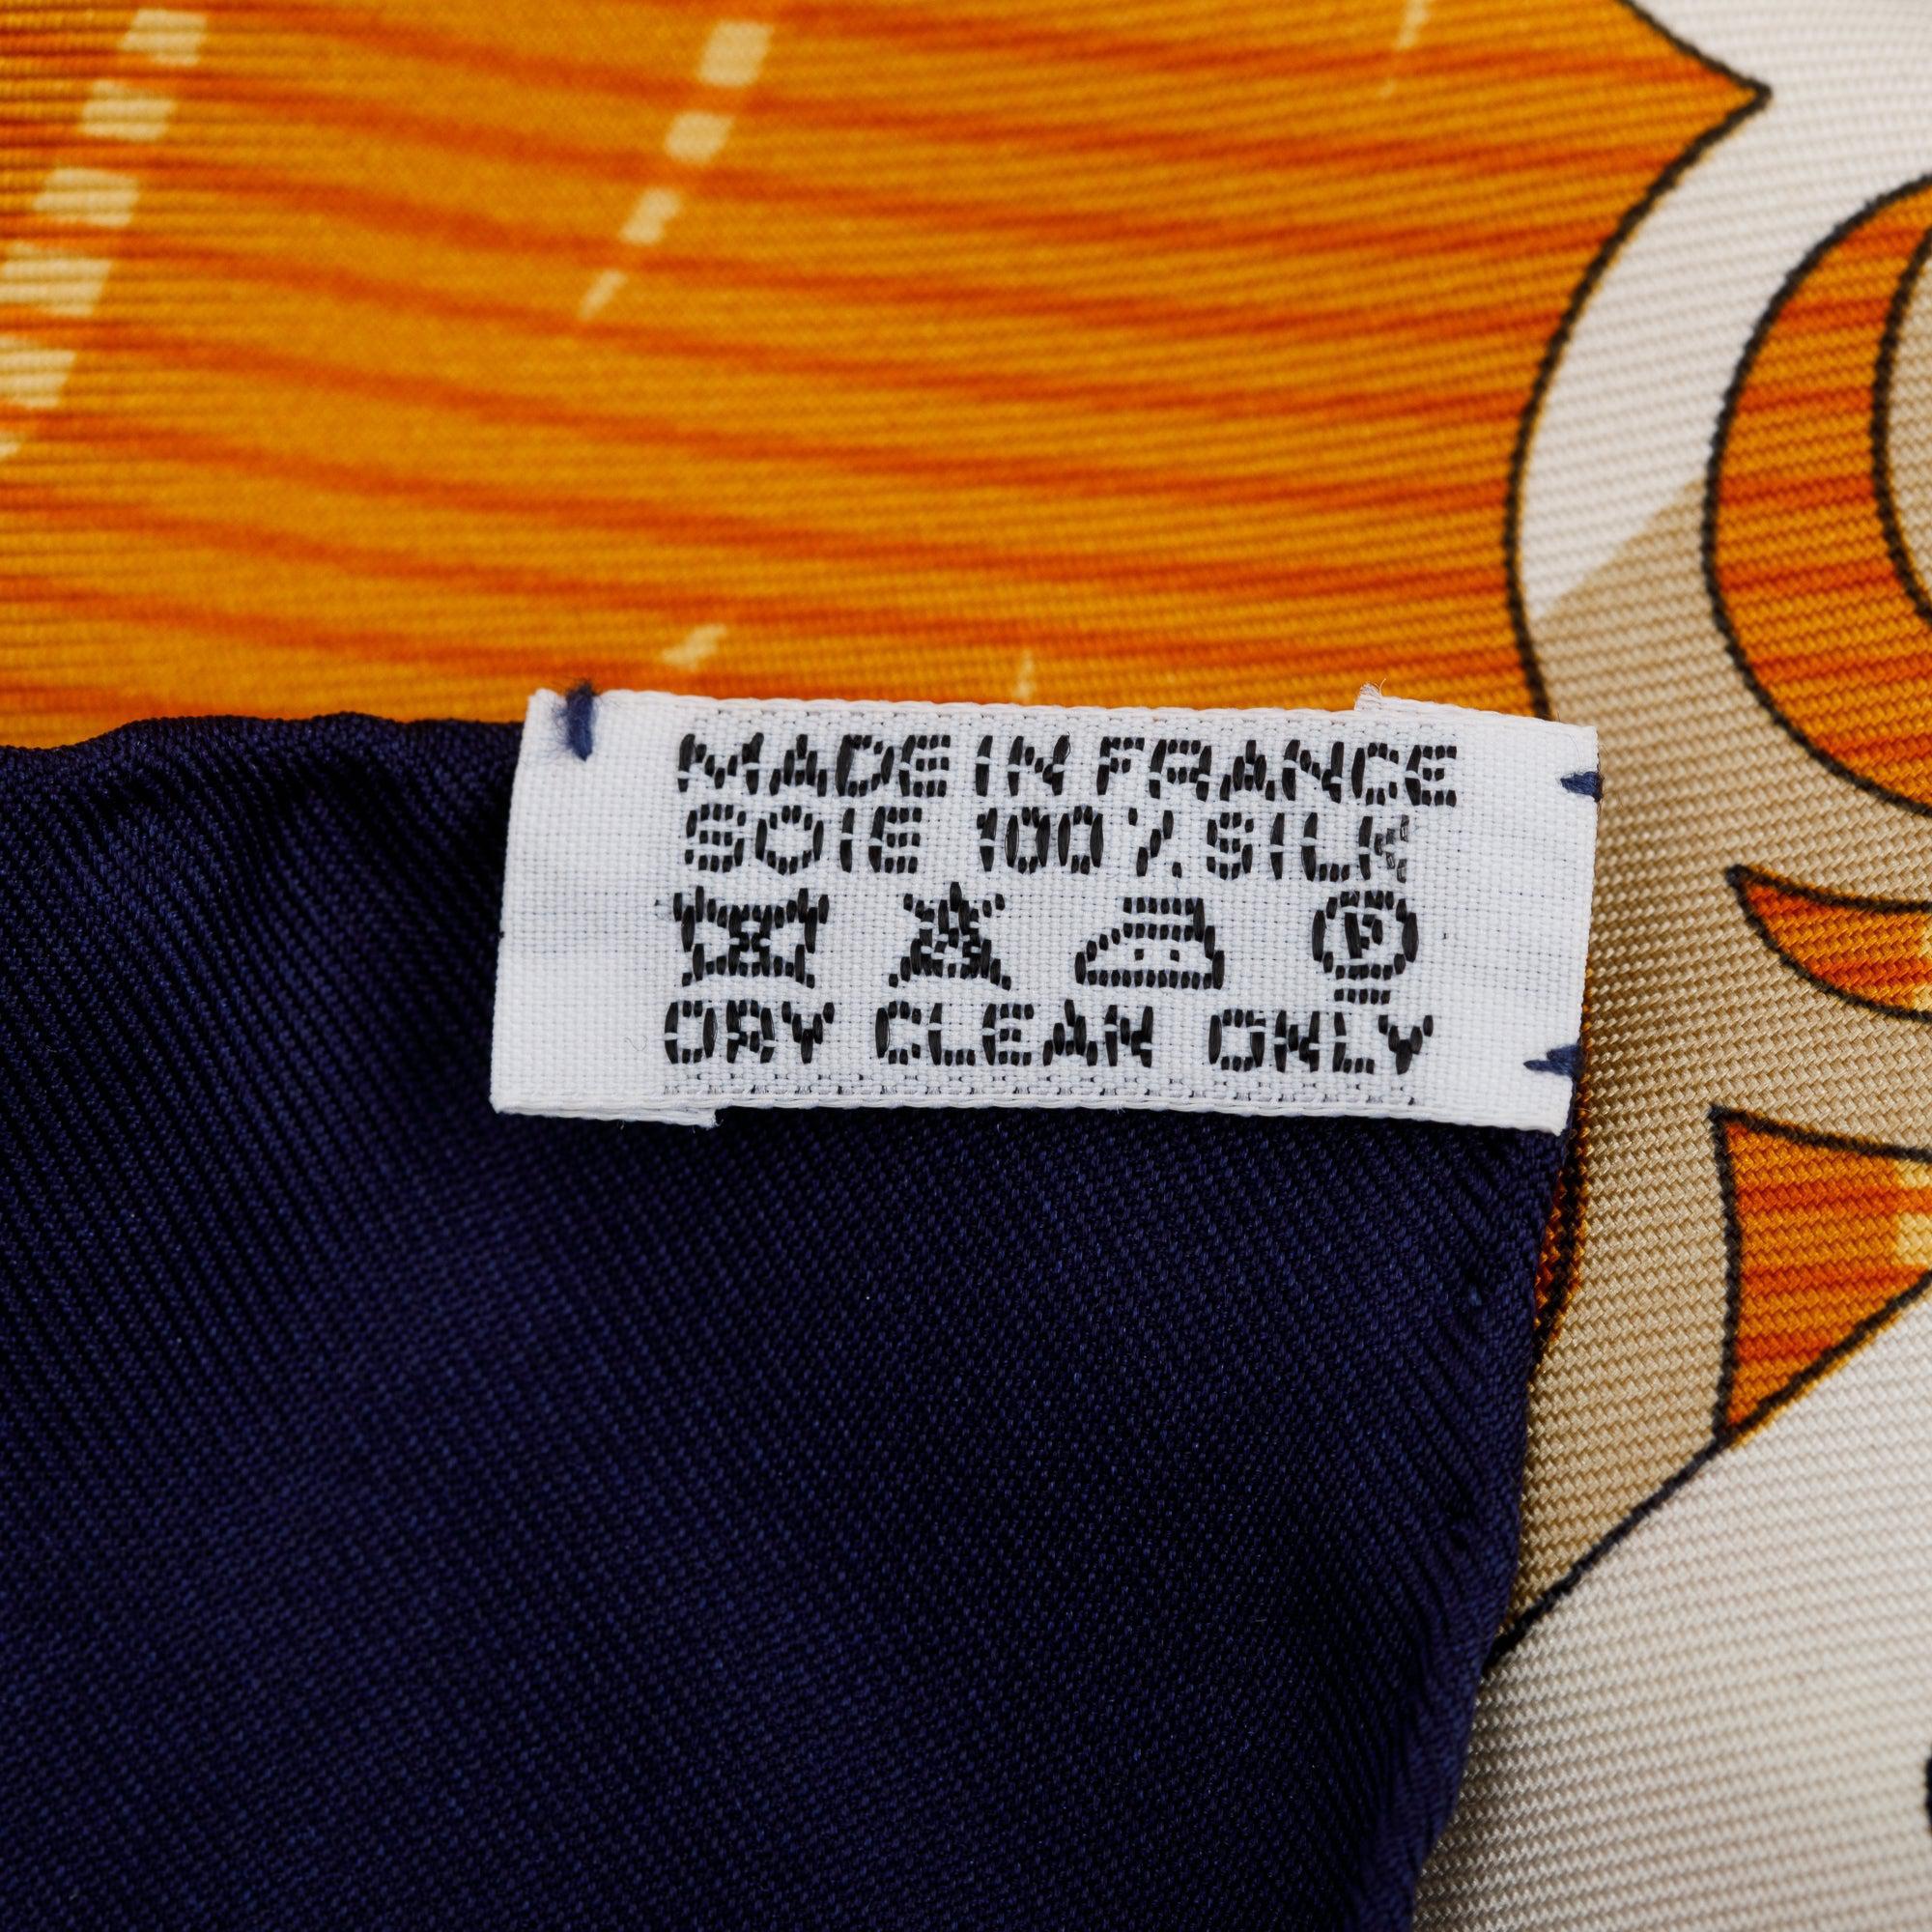 MADE IN FRANCE
SOIE 100% SILK
P
DRY CLEAN ONLY